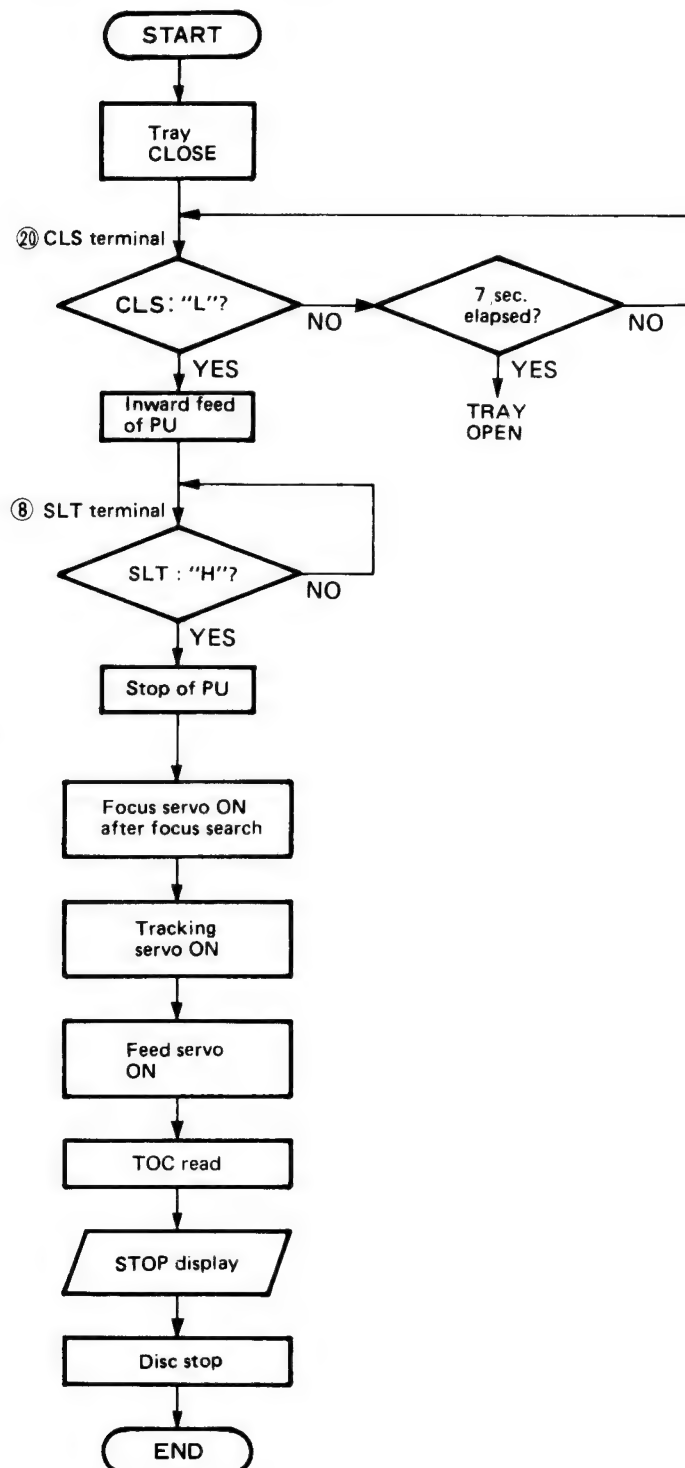 START
Tray
CLOSE
⑳ CLS terminal
CLS: "L"?
NO
7 sec.
elapsed?
NO
YES
YES
TRAY
OPEN
Inward feed
of PU
⑧ SLT terminal
SLT : "H"?
NO
YES
Stop of PU
Focus servo ON
after focus search
Tracking
servo ON
Feed servo
ON
TOC read
STOP display
Disc stop
END